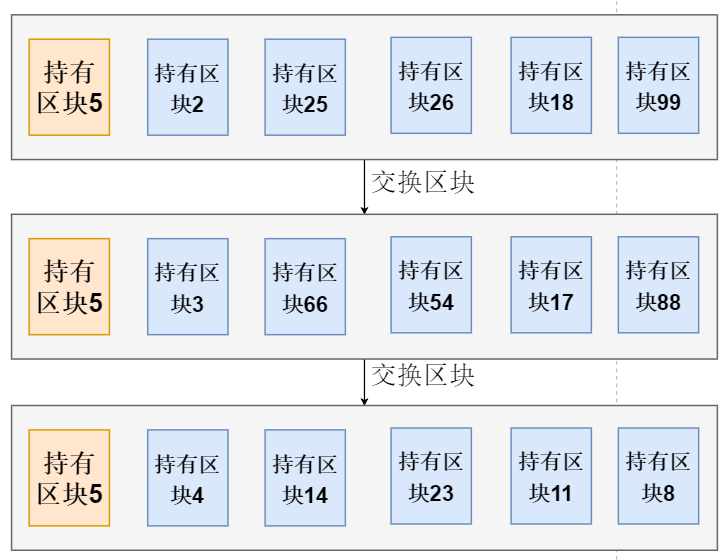 持有
区块5
持有区
块2
持有区
块25
持有区
块26
持有区
块18
持有区
块99
交换区块
持有
区块5
持有区
块3
持有区
块66
持有区
块54
持有区
块17
持有区
块88
交换区块
持有
区块5
持有区
块4
持有区
块14
持有区
块23
持有区
块11
持有区
块8